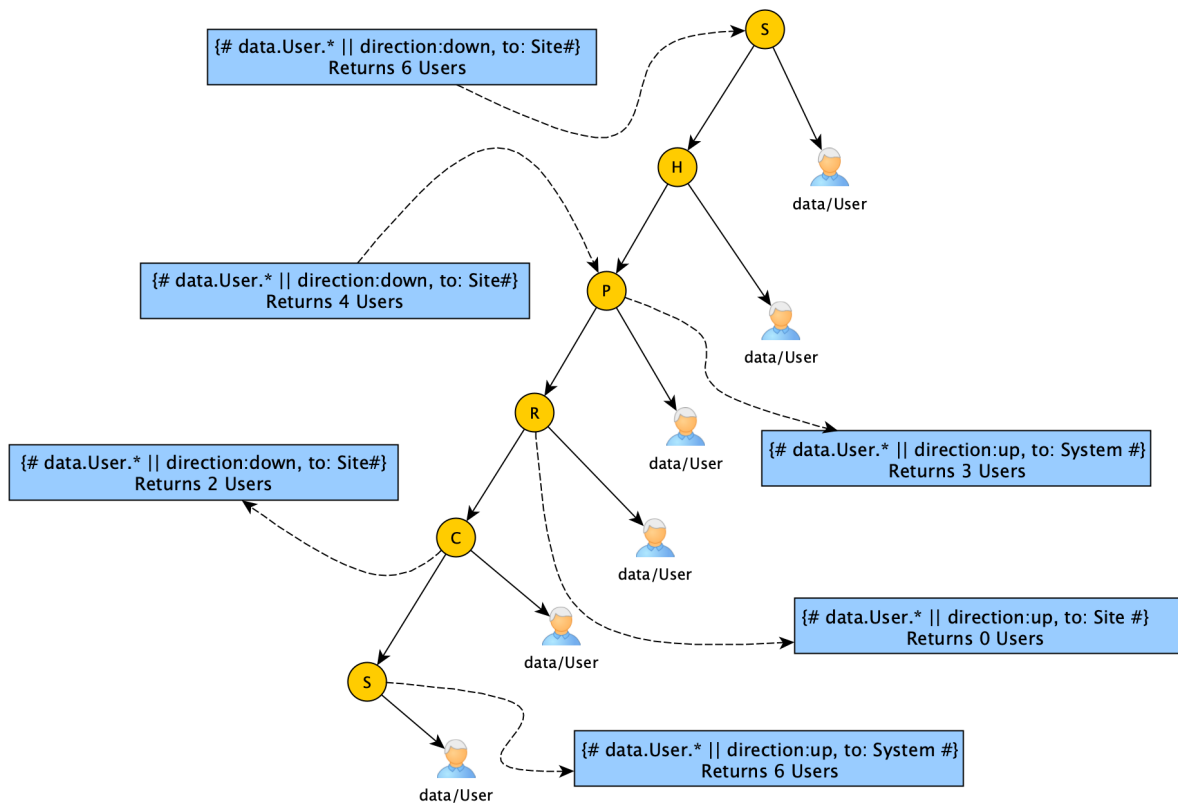 S
{# data.User.* || direction:down, to: Site#}
Returns 6 Users
H
data/User
{# data.User.* || direction:down, to: Site#}
Returns 4 Users
P
data/User
R
data/User
{# data.User.* || direction:up, to: System #}
Returns 3 Users
{# data.User.* || direction:down, to: Site#}
Returns 2 Users
C
data/User
{# data.User.* || direction:up, to: Site #}
Returns 0 Users
data/User
S
{# data.User.* || direction:up, to: System #}
Returns 6 Users
data/User